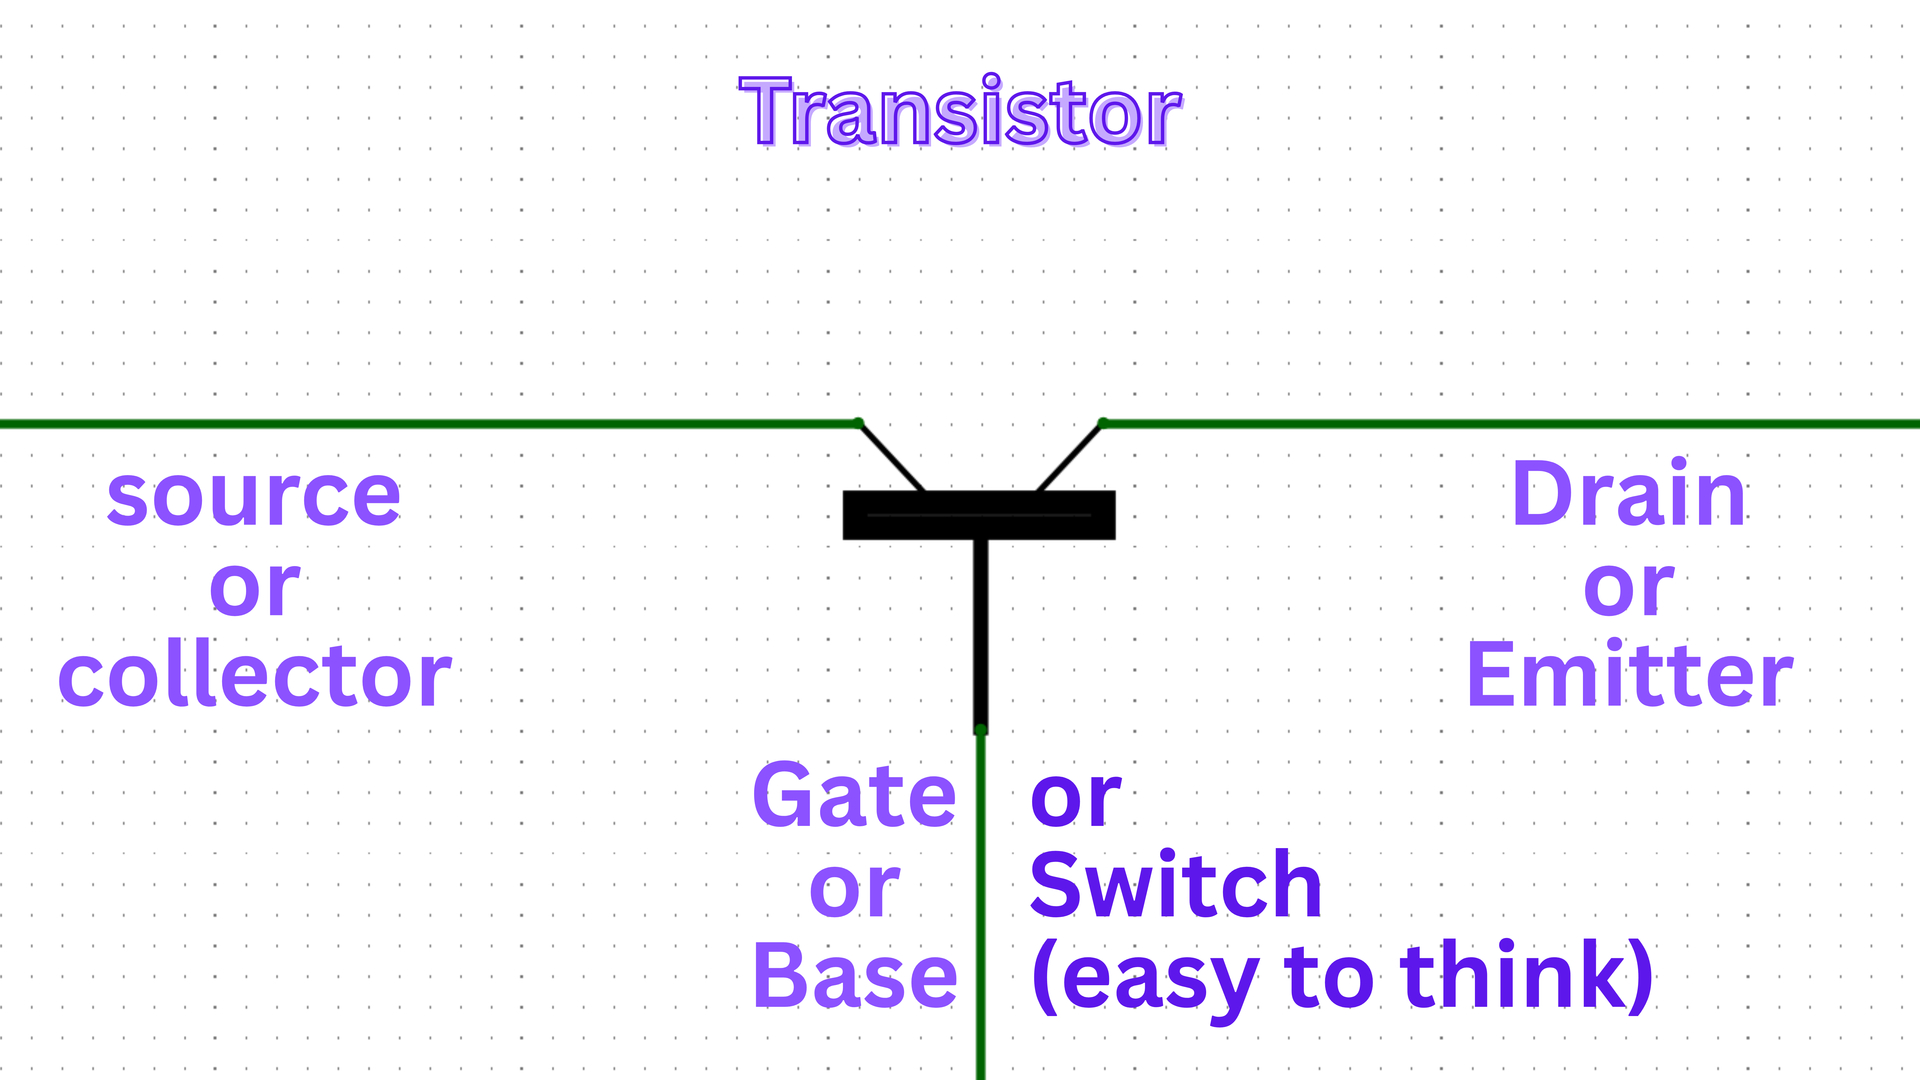 Transistor
source
or
collector
Drain
or
Emitter
Gate
or
Base
or
Switch
(easy to think)